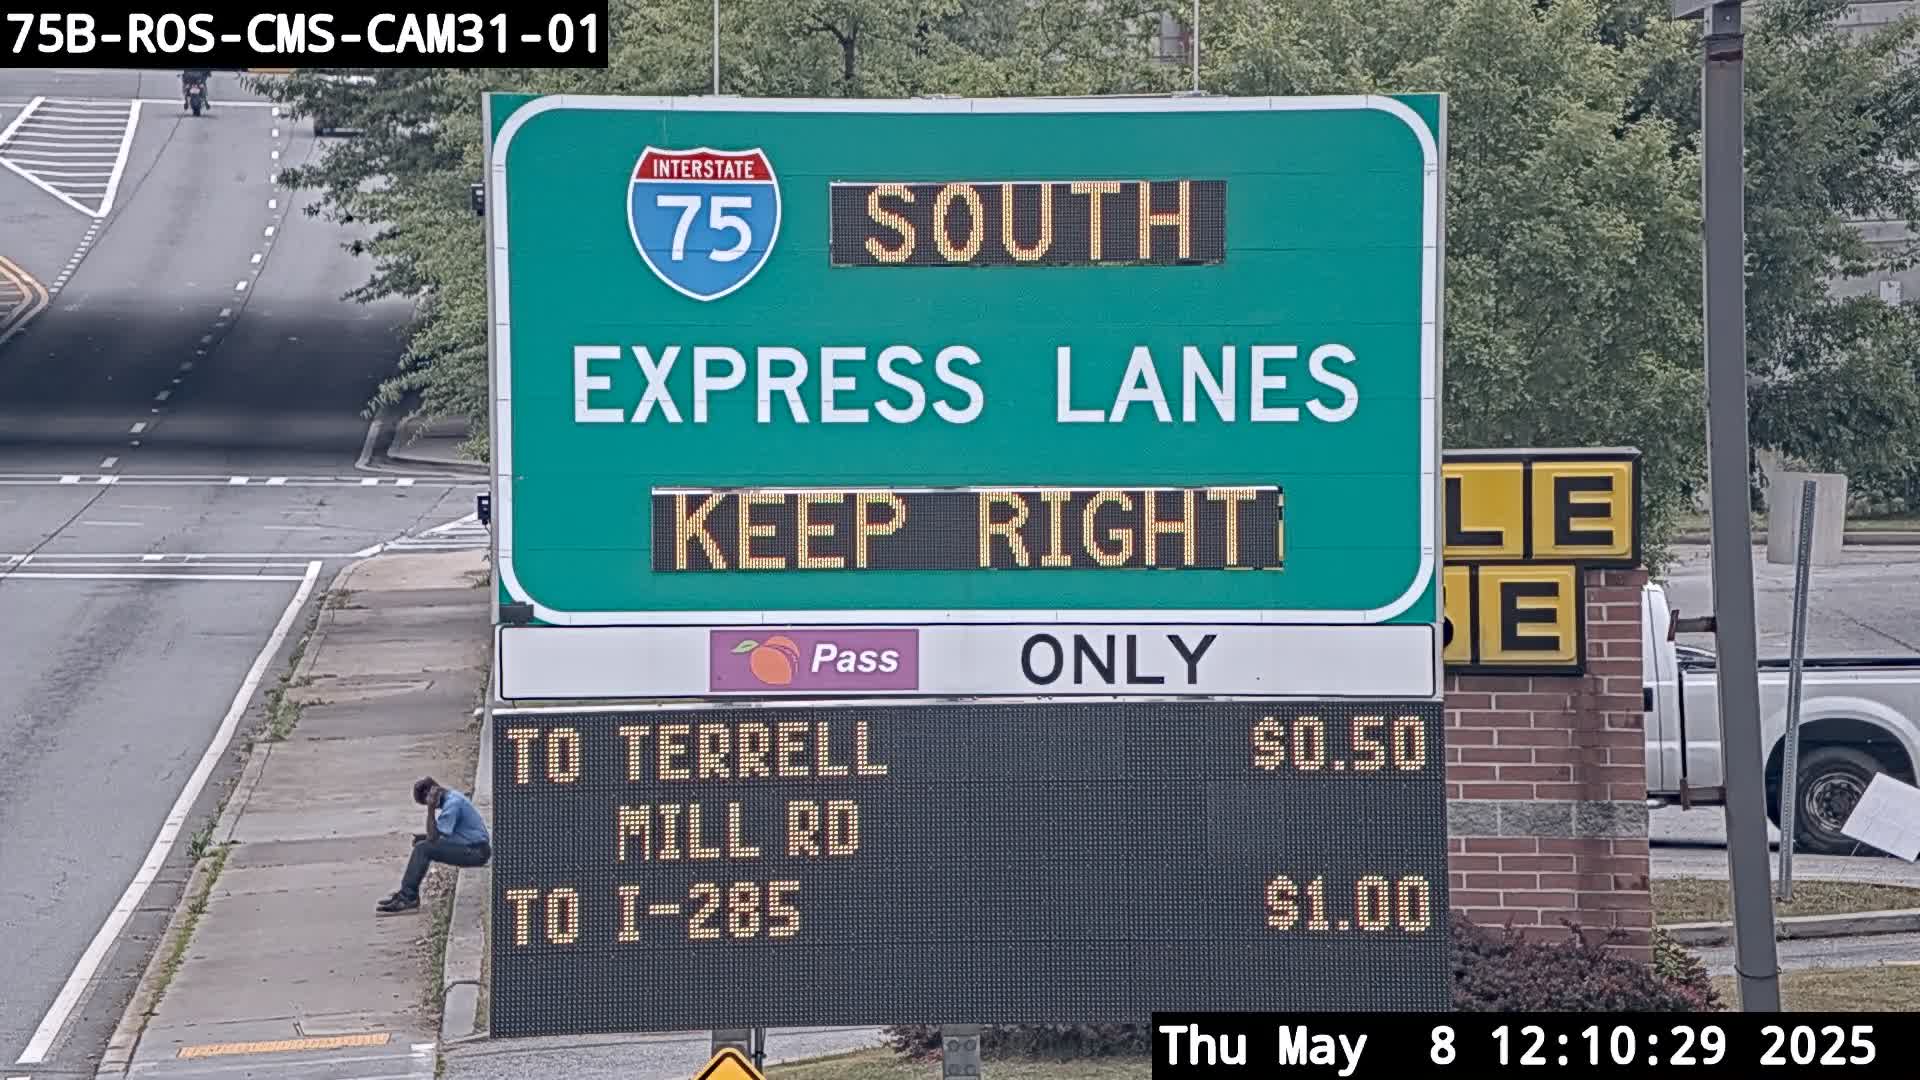 75B-ROS-CMS-CAM31-01
INTERSTATE
75
SOUTH
EXPRESS LANES
KEEP RIGHT
Pass ONLY
TO TERRELL $0.50
MILL RD
TO I-285 $1.00
LE
E
Thu May 8 12:10:29 2025